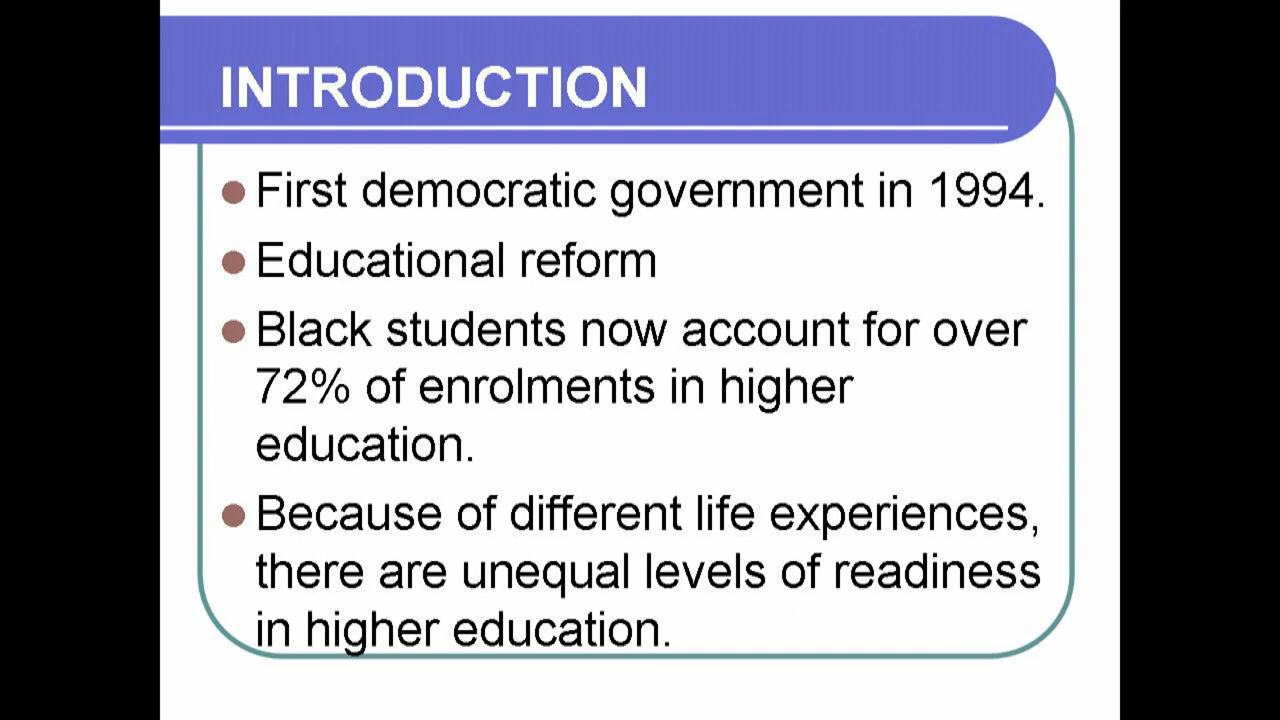 INTRODUCTION
First democratic government in 1994.
Educational reform
Black students now account for over
72% of enrolments in higher
education.
Because of different life experiences,
there are unequal levels of readiness
in higher education.